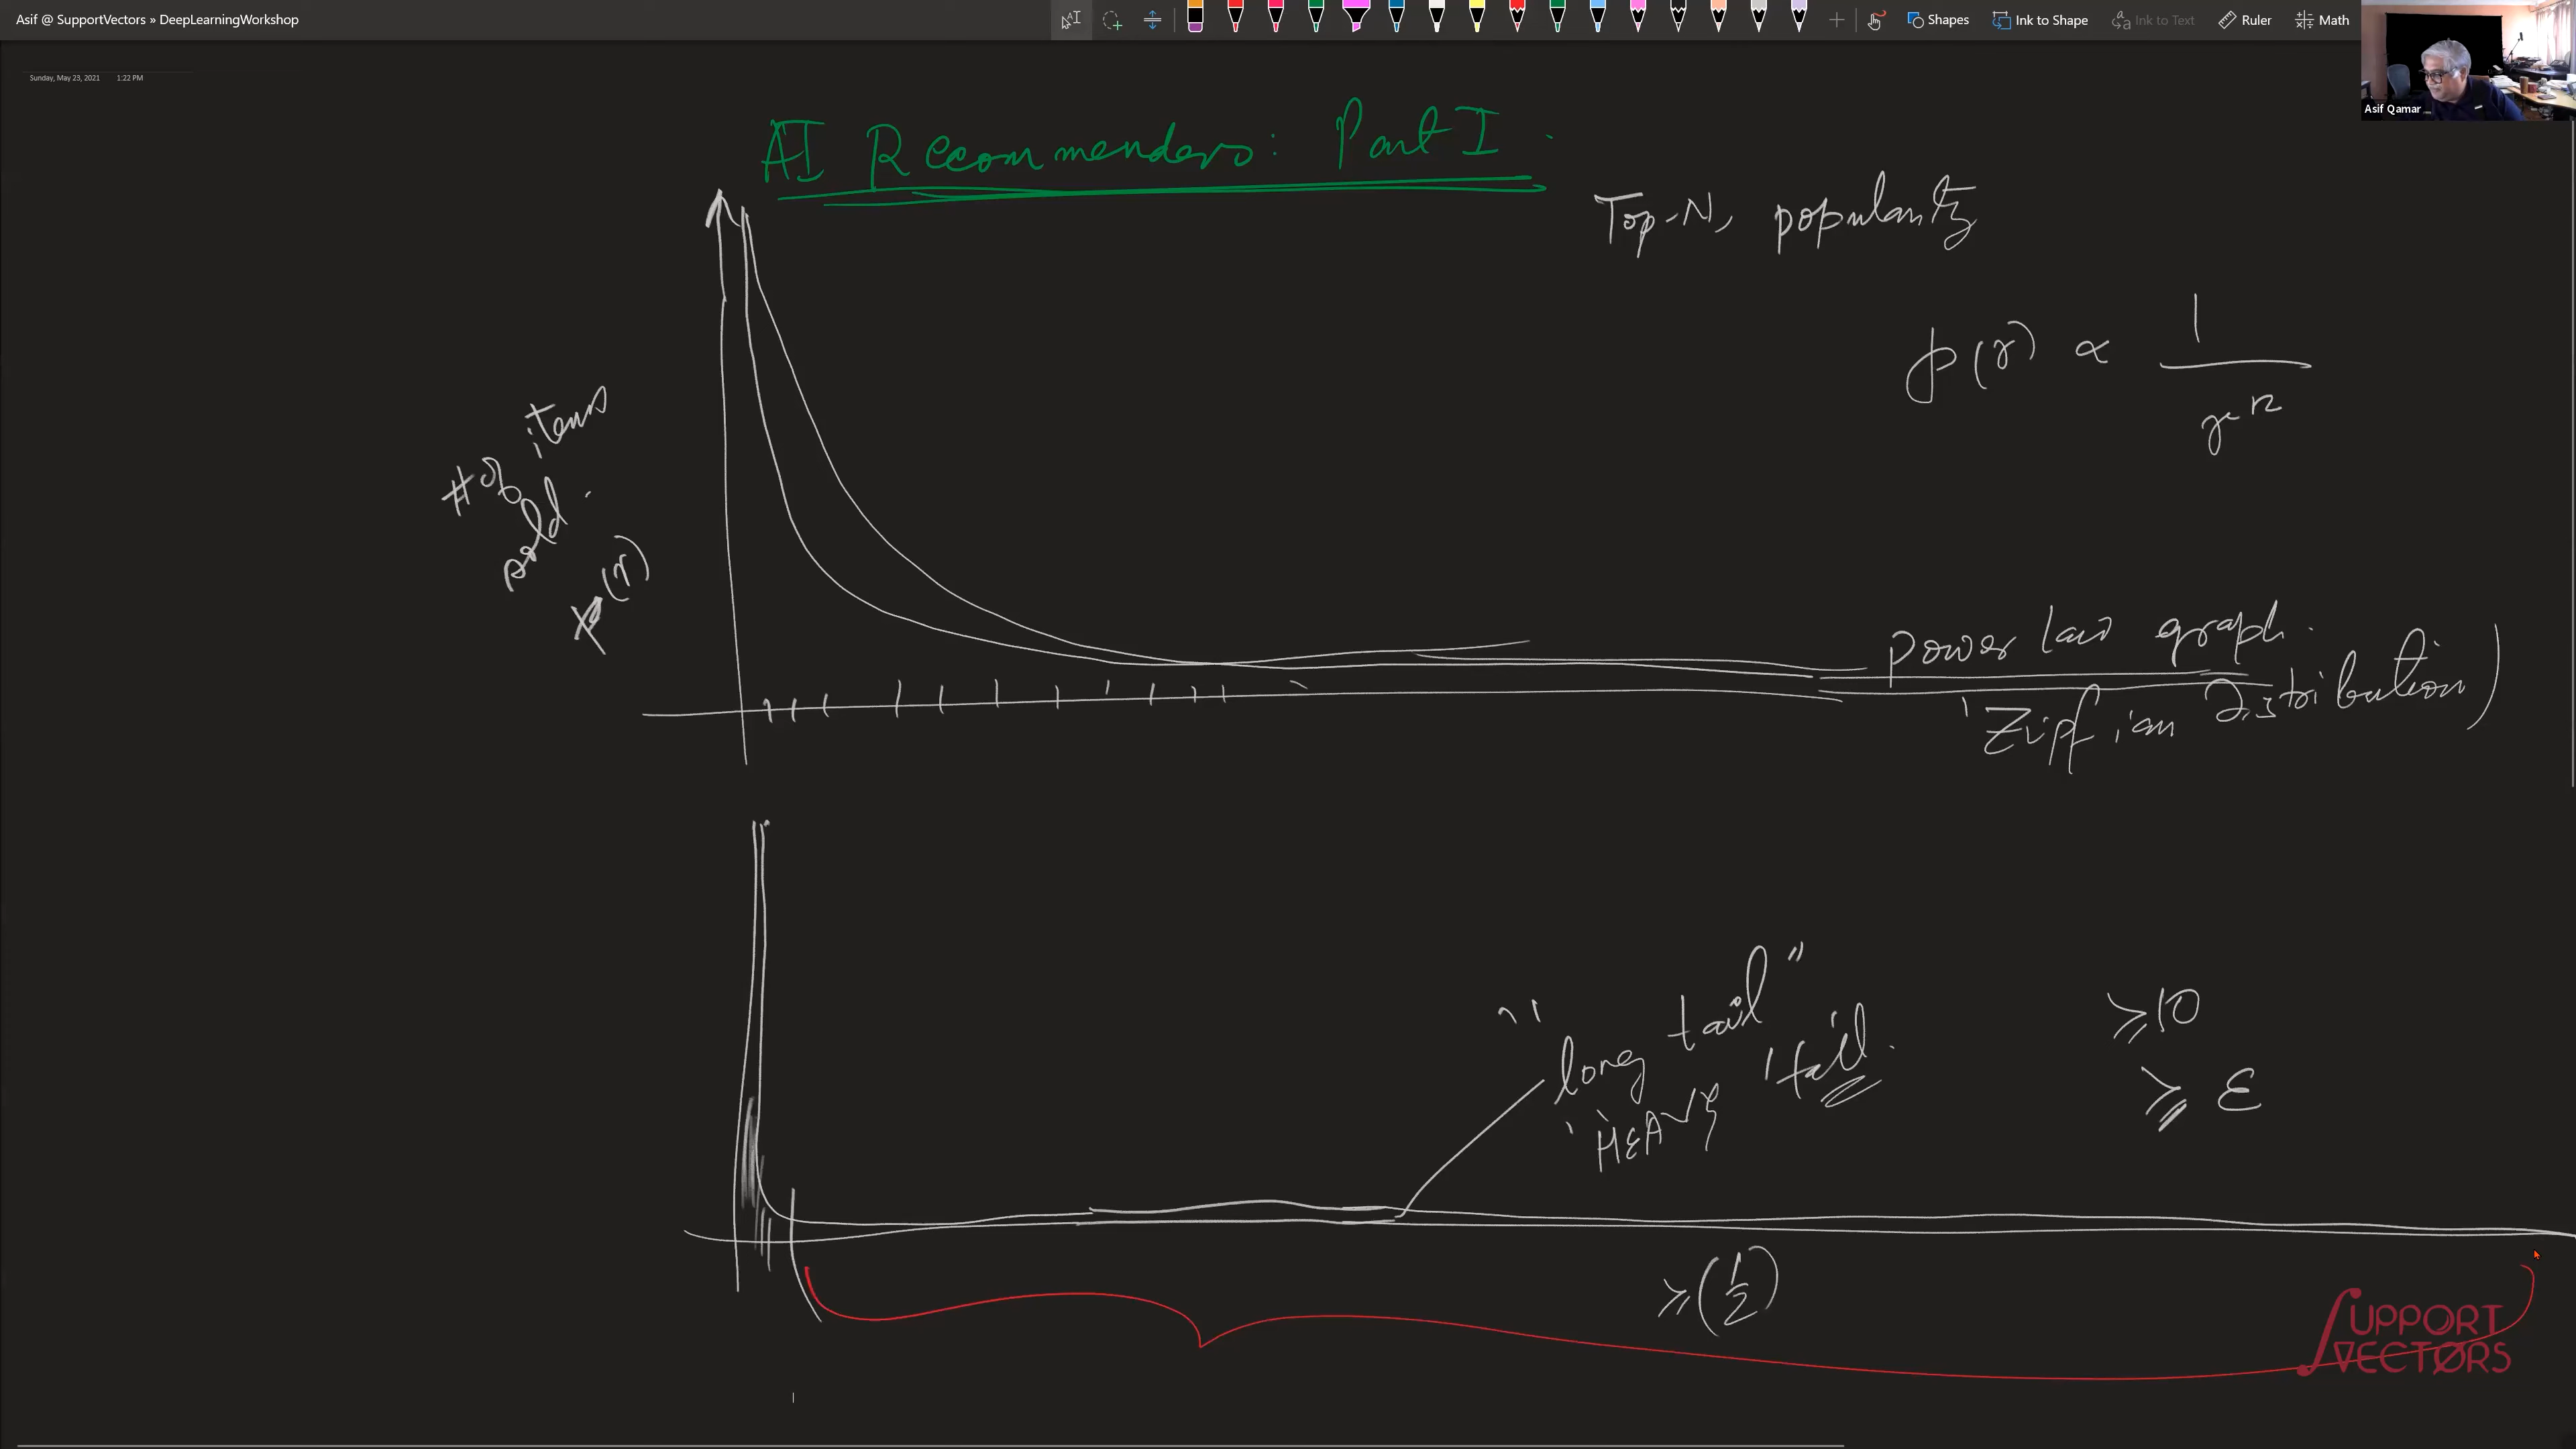 Asif @ SupportVectors » DeepLearningWorkshop
Shapes
Ink to Shape
Ink to Text
Ruler
Math
Sunday, May 23, 2021 1:22 PM
Asif Qamar
AI Recommenders: Part I.
Top-N, popularity
p(r) ∝ 1 / r^n
# of items
sold.
p(r)
power law graph.
'Zipfian Distribution)
"long tail"
'HEAVY tail.
≥10
≥ ε
≥(1/2)
SUPPORT
VECTORS